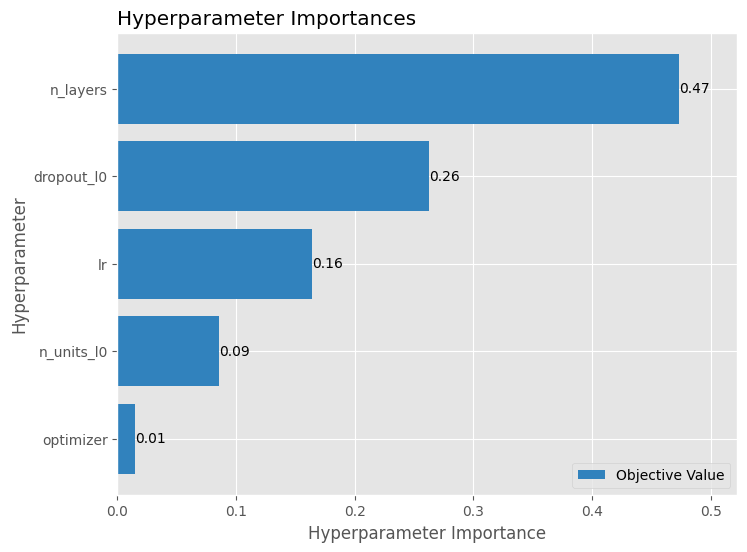 Hyperparameter Importances
n_layers
0.47
dropout_l0
0.26
lr
0.16
n_units_l0
0.09
optimizer
0.01
Hyperparameter
Objective Value
0.0 0.1 0.2 0.3 0.4 0.5
Hyperparameter Importance